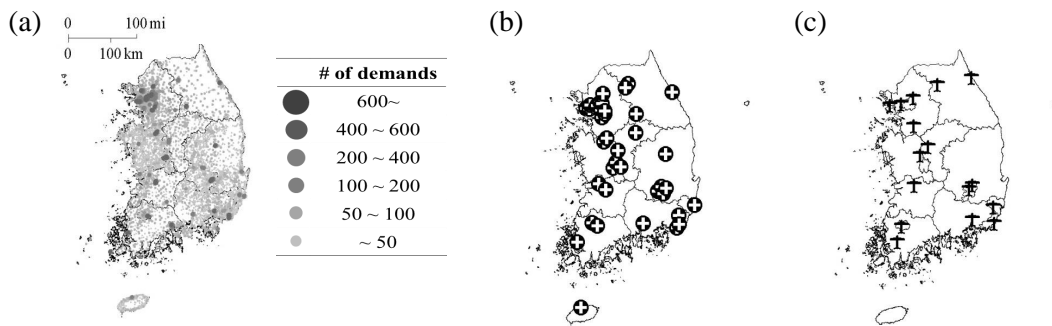 (a)
0 100 mi
0 100 km
# of demands
600~
400 ~ 600
200 ~ 400
100 ~ 200
50 ~ 100
~ 50
(b)
(c)